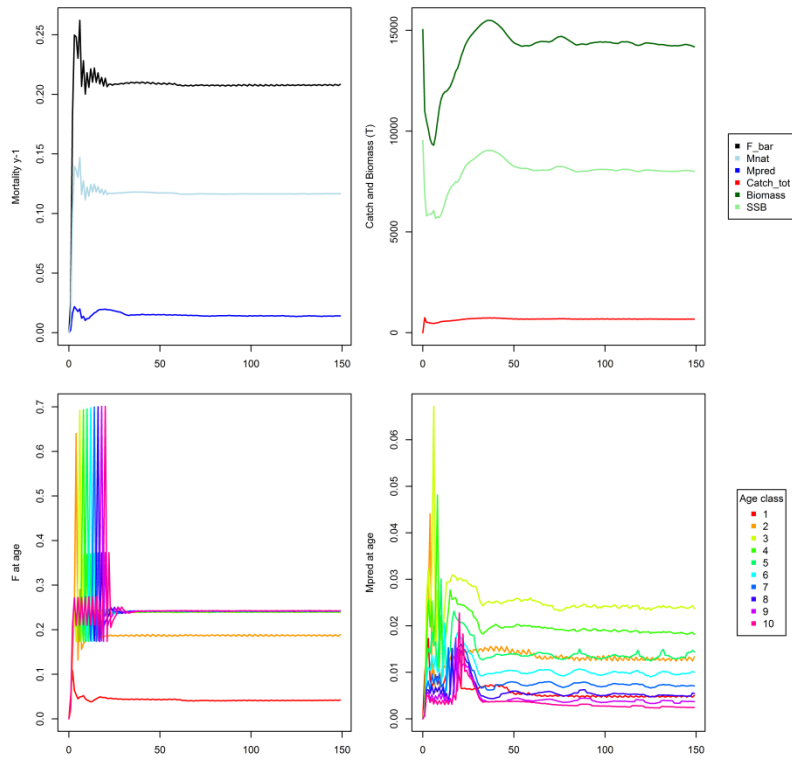 Mortality y-1
0.00 0.05 0.10 0.15 0.20 0.25
0 50 100 150
Catch and Biomass (T)
0 5000 10000 15000
0 50 100 150
F_bar
Mnat
Mpred
Catch_tot
Biomass
SSB
F at age
0.0 0.1 0.2 0.3 0.4 0.5 0.6 0.7
0 50 100 150
Mpred at age
0.00 0.01 0.02 0.03 0.04 0.05 0.06
0 50 100 150
Age class
1
2
3
4
5
6
7
8
9
10